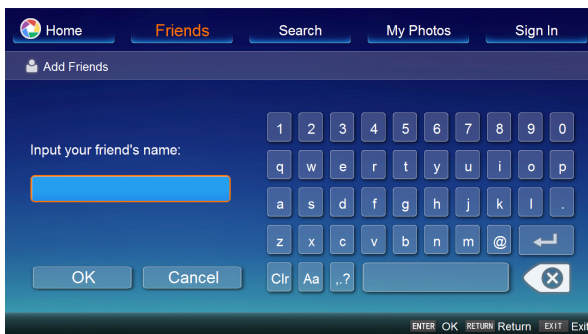 Home Friends Search My Photos Sign In
Add Friends
1 2 3 4 5 6 7 8 9 0
Input your friend's name:
q w e r t y u i o p
a s d f g h j k l .
z x c v b n m @
OK Cancel Clr Aa ,.?
ENTER OK RETURN Return EXIT Exit